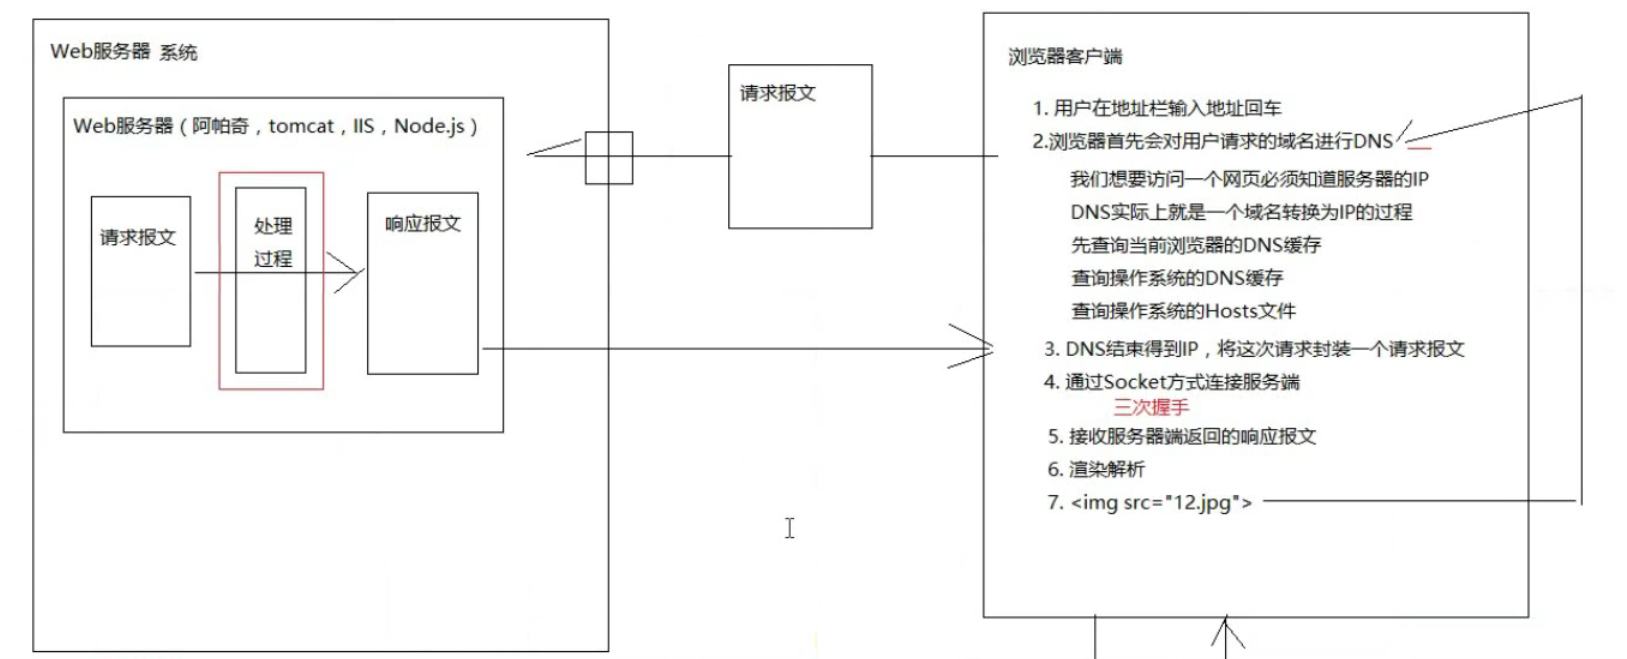 Web服务器 系统
Web服务器（阿帕奇，tomcat，IIS，Node.js）
请求报文
处理
过程
响应报文
请求报文
浏览器客户端
1. 用户在地址栏输入地址回车
2.浏览器首先会对用户请求的域名进行DNS
我们想要访问一个网页必须知道服务器的IP
DNS实际上就是一个域名转换为IP的过程
先查询当前浏览器的DNS缓存
查询操作系统的DNS缓存
查询操作系统的Hosts文件
3. DNS结束得到IP，将这次请求封装一个请求报文
4. 通过Socket方式连接服务端
三次握手
5. 接收服务器端返回的响应报文
6. 渲染解析
7. <img src="12.jpg">